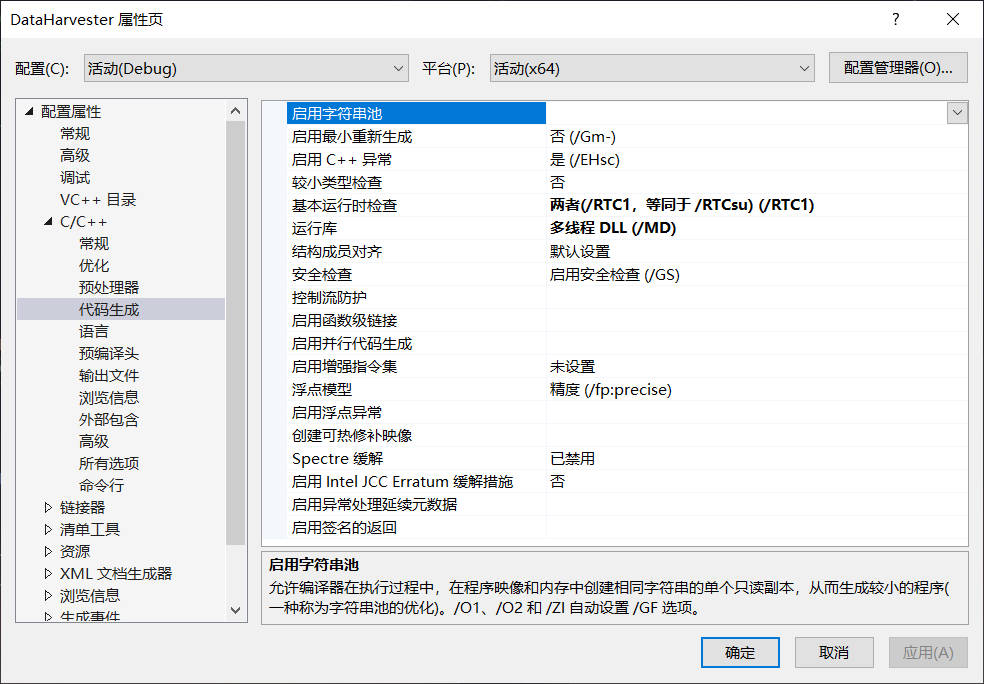 DataHarvester 属性页
配置(C): 活动(Debug) 平台(P): 活动(x64) 配置管理器(O)...
配置属性
常规
高级
调试
VC++ 目录
C/C++
常规
优化
预处理器
代码生成
语言
预编译头
输出文件
浏览信息
外部包含
高级
所有选项
命令行
链接器
清单工具
资源
XML 文档生成器
浏览信息
生成事件
启用字符串池
启用最小重新生成 否 (/Gm-)
启用 C++ 异常 是 (/EHsc)
较小类型检查 否
基本运行时检查 两者(/RTC1，等同于 /RTCsu) (/RTC1)
运行库 多线程 DLL (/MD)
结构成员对齐 默认设置
安全检查 启用安全检查 (/GS)
控制流防护
启用函数级链接
启用并行代码生成
启用增强指令集 未设置
浮点模型 精度 (/fp:precise)
启用浮点异常
创建可热修补映像
Spectre 缓解 已禁用
启用 Intel JCC Erratum 缓解措施 否
启用异常处理延续元数据
启用签名的返回
启用字符串池
允许编译器在执行过程中，在程序映像和内存中创建相同字符串的单个只读副本，从而生成较小的程序(
一种称为字符串池的优化)。/O1、/O2 和 /ZI 自动设置 /GF 选项。
确定 取消 应用(A)